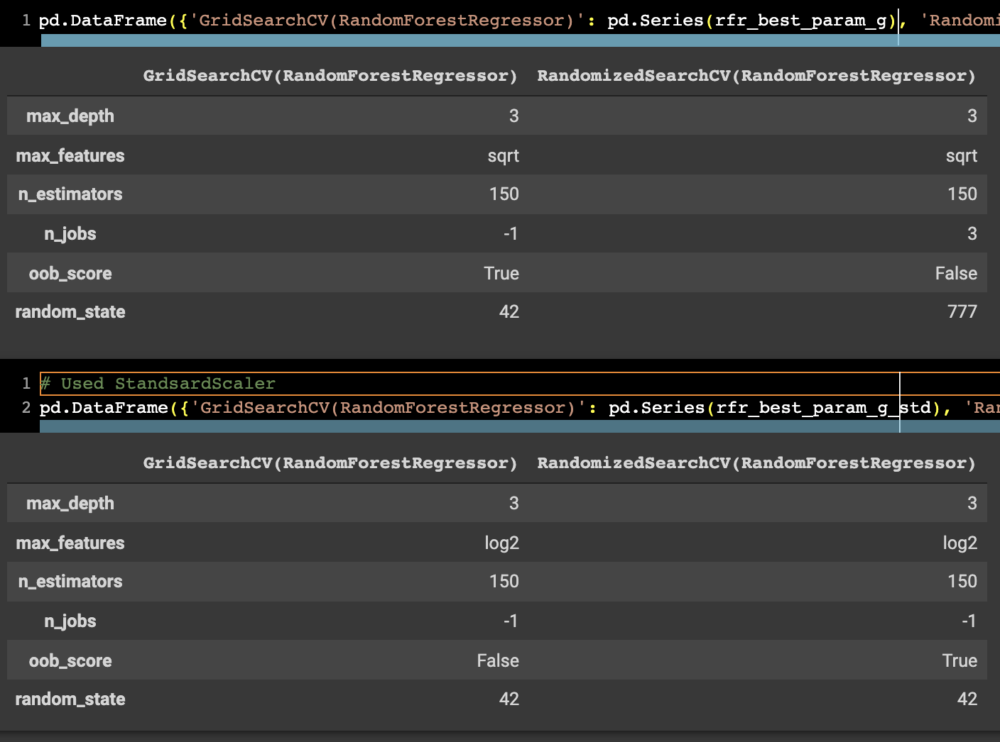 1 pd.DataFrame({'GridSearchCV(RandomForestRegressor)': pd.Series(rfr_best_param_g), 'Randomi
GridSearchCV(RandomForestRegressor) RandomizedSearchCV(RandomForestRegressor)
max_depth 3 3
max_features sqrt sqrt
n_estimators 150 150
n_jobs -1 3
oob_score True False
random_state 42 777
1 # Used StandsardScaler
2 pd.DataFrame({'GridSearchCV(RandomForestRegressor)': pd.Series(rfr_best_param_g_std), 'Ran
GridSearchCV(RandomForestRegressor) RandomizedSearchCV(RandomForestRegressor)
max_depth 3 3
max_features log2 log2
n_estimators 150 150
n_jobs -1 -1
oob_score False True
random_state 42 42